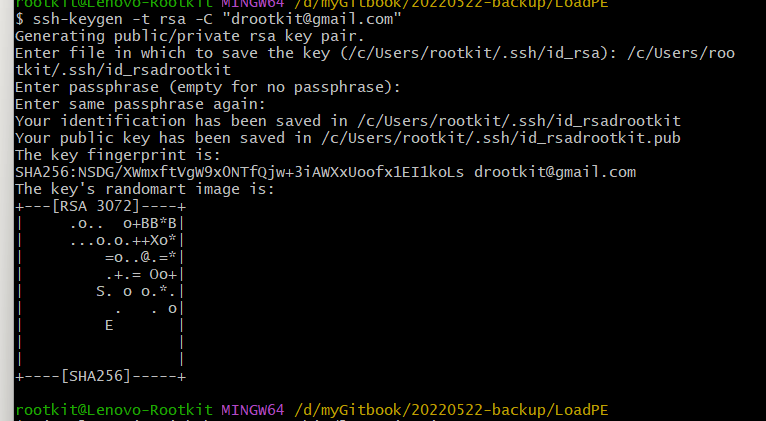 rootkit@Lenovo-Rootkit MINGW64 /d/myGitbook/20220522-backup/LoadPE
$ ssh-keygen -t rsa -C "drootkit@gmail.com"
Generating public/private rsa key pair.
Enter file in which to save the key (/c/Users/rootkit/.ssh/id_rsa): /c/Users/roo
tkit/.ssh/id_rsadrootkit
Enter passphrase (empty for no passphrase):
Enter same passphrase again:
Your identification has been saved in /c/Users/rootkit/.ssh/id_rsadrootkit
Your public key has been saved in /c/Users/rootkit/.ssh/id_rsadrootkit.pub
The key fingerprint is:
SHA256:NSDG/XWmxftVgW9xONTfQjw+3iAWXxUoofx1EI1koLs drootkit@gmail.com
The key's randomart image is:
+---[RSA 3072]----+
|     .o..  o+BB*B|
|     ...o.o.++Xo*|
|         =o..@.=*|
|         .+.= Oo+|
|        S. o o.*.|
|          .   . o|
|         E       |
|                 |
|                 |
+----[SHA256]-----+
rootkit@Lenovo-Rootkit MINGW64 /d/myGitbook/20220522-backup/LoadPE